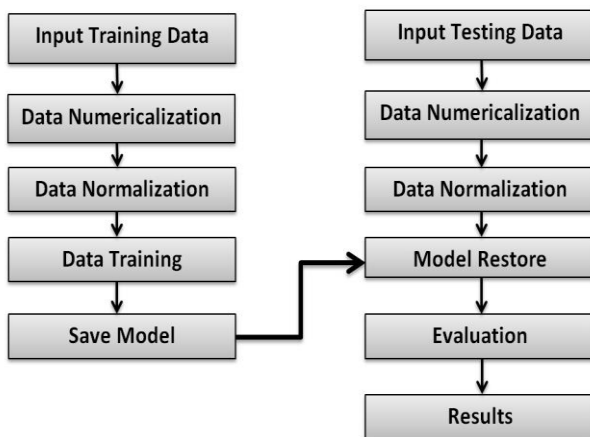 Input Training Data
Data Numericalization
Data Normalization
Data Training
Save Model
Input Testing Data
Data Numericalization
Data Normalization
Model Restore
Evaluation
Results